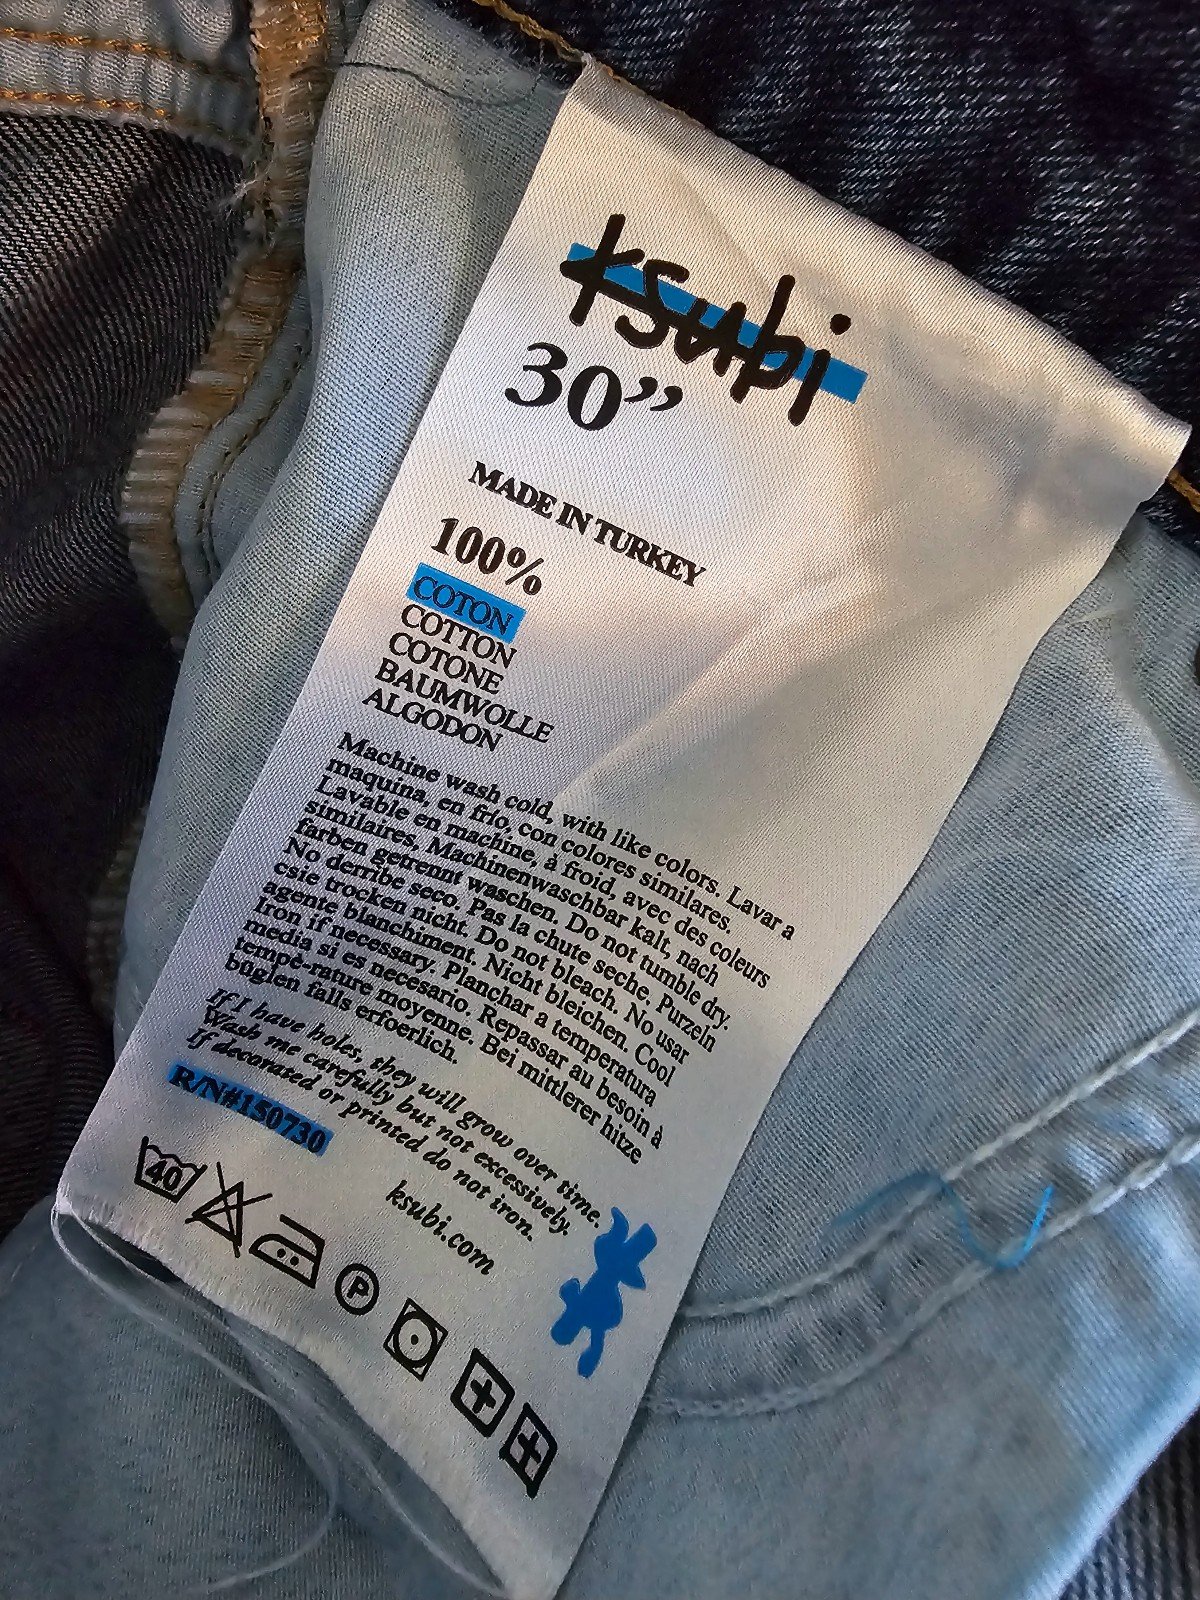 ksubi
30”
MADE IN TURKEY
100%
COTON
COTTON
COTONE
BAUMWOLLE
ALGODON
Machine wash cold, with like colors. Lavar a
maquina, en frío, con colores similares.
Lavable en machine, à froid, avec des couleurs
similaires, Machinenwaschbar kalt, nach
farben getrennt waschen. Do not tumble dry.
No derribe seco. Pas la chute seche. Purzeln
csie trocken nicht. Do not bleach. No usar
agente blanchiment. Nicht bleichen. Cool
Iron if necessary. Planchar a temperatura
media si es necesario. Repassar au besoin à
tempè-rature moyenne. Bei mittlerer hitze
büglen falls erfoerlich.
If I have holes, they will grow over time.
Wash me carefully but not excessively.
If decorated or printed do not iron.
R/N#150730
ksubi.com
40
P